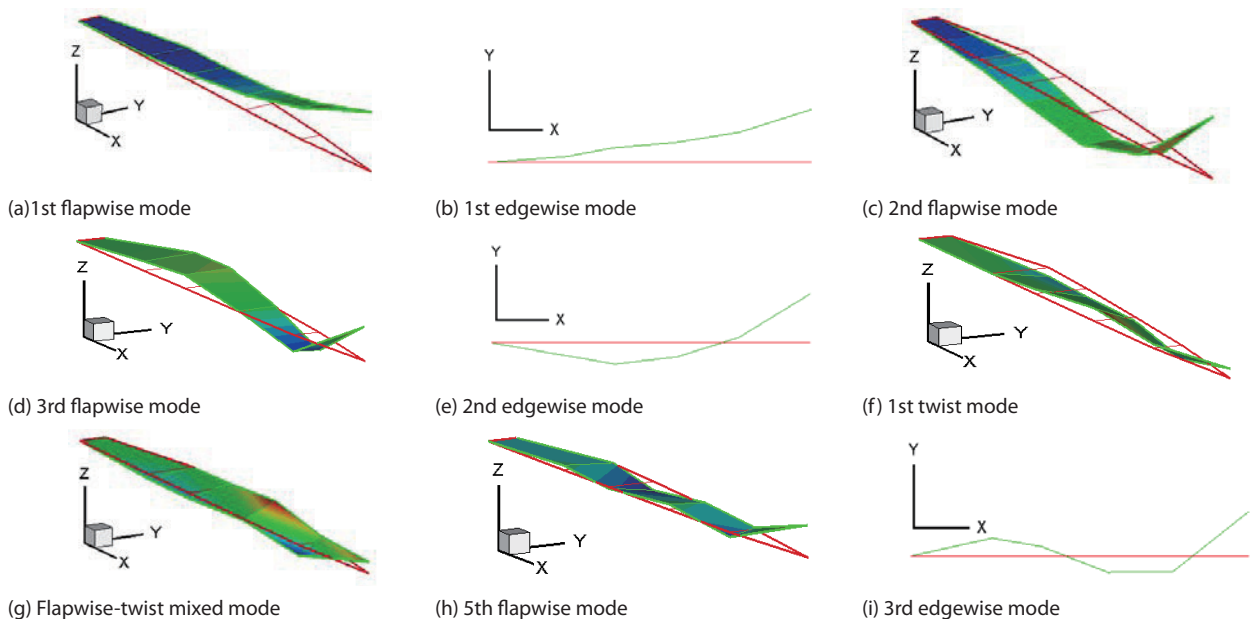 Z
Y
X
Y
X
Z
Y
X
(a)1st flapwise mode
(b) 1st edgewise mode
(c) 2nd flapwise mode
Z
Y
X
Y
X
Z
Y
X
(d) 3rd flapwise mode
(e) 2nd edgewise mode
(f) 1st twist mode
Z
Y
X
Z
Y
X
Y
X
(g) Flapwise-twist mixed mode
(h) 5th flapwise mode
(i) 3rd edgewise mode